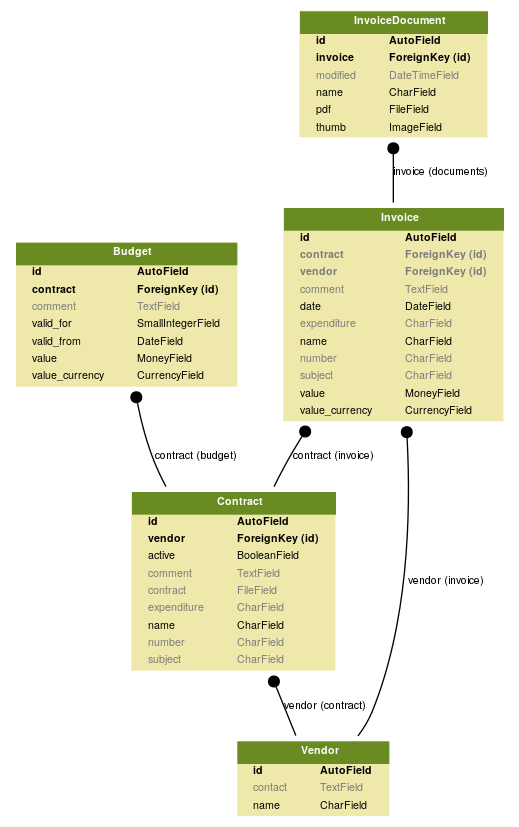 InvoiceDocument
id AutoField
invoice ForeignKey (id)
modified DateTimeField
name CharField
pdf FileField
thumb ImageField
invoice (documents)
Invoice
id AutoField
contract ForeignKey (id)
vendor ForeignKey (id)
comment TextField
date DateField
expenditure CharField
name CharField
number CharField
subject CharField
value MoneyField
value_currency CurrencyField
Budget
id AutoField
contract ForeignKey (id)
comment TextField
valid_for SmallIntegerField
valid_from DateField
value MoneyField
value_currency CurrencyField
contract (budget)
contract (invoice)
Contract
id AutoField
vendor ForeignKey (id)
active BooleanField
comment TextField
contract FileField
expenditure CharField
name CharField
number CharField
subject CharField
vendor (invoice)
vendor (contract)
Vendor
id AutoField
contact TextField
name CharField